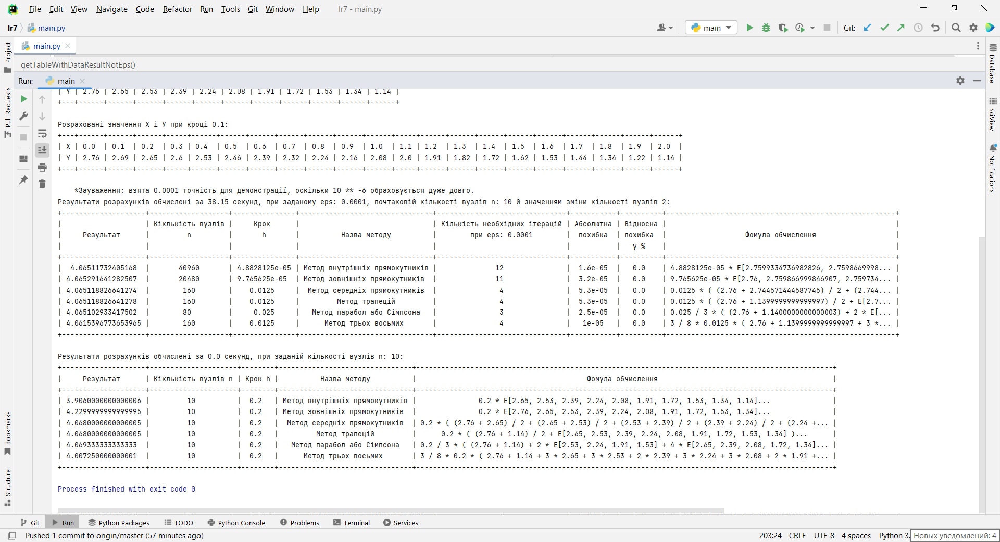 File Edit View Navigate Code Refactor Run Tools Git Window Help lr7 - main.py
lr7 main.py main Git:
main.py
getTableWithDataResultNotEps()
Run: main
| Y | 2.76 | 2.65 | 2.53 | 2.39 | 2.24 | 2.08 | 1.91 | 1.72 | 1.53 | 1.34 | 1.14 |
Розраховані значення X і Y при кроці 0.1:
| X | 0.0 | 0.1 | 0.2 | 0.3 | 0.4 | 0.5 | 0.6 | 0.7 | 0.8 | 0.9 | 1.0 | 1.1 | 1.2 | 1.3 | 1.4 | 1.5 | 1.6 | 1.7 | 1.8 | 1.9 | 2.0 |
| Y | 2.76 | 2.69 | 2.65 | 2.6 | 2.53 | 2.46 | 2.39 | 2.32 | 2.24 | 2.16 | 2.08 | 2.0 | 1.91 | 1.82 | 1.72 | 1.62 | 1.53 | 1.44 | 1.34 | 1.22 | 1.14 |
*Зауваження: взята 0.0001 точність для демонстрації, оскільки 10 ** -6 обраховується дуже довго.
Результати розрахунків обчислені за 38.15 секунд, при заданому eps: 0.0001, почтаковій кількості вузлів n: 10 й значенням зміни кількості вузлів 2:
| | Кіклькість вузлів | Крок | | Кількість необхідних ітерацій | Абсолютна | Відносна | |
| Результат | n | h | Назва методу | при eps: 0.0001 | похибка | похибка | Фомула обчислення |
| | | | | | | у % | |
| 4.06511732405168 | 40960 | 4.8828125e-05 | Метод внутрішніх прямокутників | 12 | 1.6e-05 | 0.0 | 4.8828125e-05 * E[2.7599334736982826, 2.7598669998... |
| 4.065291641282507 | 20480 | 9.765625e-05 | Метод зовнішніх прямокутників | 11 | 3.2e-05 | 0.0 | 9.765625e-05 * E[2.76, 2.759866999846907, 2.759734... |
| 4.065118826641274 | 160 | 0.0125 | Метод середніх прямокутників | 4 | 5.3e-05 | 0.0 | 0.0125 * ( (2.76 + 2.744571444587745) / 2 + (2.744... |
| 4.065118826641278 | 160 | 0.0125 | Метод трапецій | 4 | 5.3e-05 | 0.0 | 0.0125 * ( (2.76 + 1.1399999999999997) / 2 + E[2.7... |
| 4.065102933417502 | 80 | 0.025 | Метод парабол або Сімпсона | 3 | 2.5e-05 | 0.0 | 0.025 / 3 * ( (2.76 + 1.1400000000000003) + 2 * E[... |
| 4.0615396773653965 | 160 | 0.0125 | Метод трьох восьмих | 4 | 1e-05 | 0.0 | 3 / 8 * 0.0125 * ( 2.76 + 1.1399999999999997 + 3 *... |
Результати розрахунків обчислені за 0.0 секунд, при заданій кількості вузлів n: 10:
| Результат | Кіклькість вузлів n | Крок h | Назва методу | Фомула обчислення |
| 3.9060000000000006 | 10 | 0.2 | Метод внутрішніх прямокутників | 0.2 * E[2.65, 2.53, 2.39, 2.24, 2.08, 1.91, 1.72, 1.53, 1.34, 1.14]... |
| 4.2299999999999995 | 10 | 0.2 | Метод зовнішніх прямокутників | 0.2 * E[2.76, 2.65, 2.53, 2.39, 2.24, 2.08, 1.91, 1.72, 1.53, 1.34]... |
| 4.0680000000000005 | 10 | 0.2 | Метод середніх прямокутників | 0.2 * ( (2.76 + 2.65) / 2 + (2.65 + 2.53) / 2 + (2.53 + 2.39) / 2 + (2.39 + 2.24) / 2 + (2.24 +... |
| 4.0680000000000005 | 10 | 0.2 | Метод трапецій | 0.2 * ( (2.76 + 1.14) / 2 + E[2.65, 2.53, 2.39, 2.24, 2.08, 1.91, 1.72, 1.53, 1.34] )... |
| 4.069333333333333 | 10 | 0.2 | Метод парабол або Сімпсона | 0.2 / 3 * ( (2.76 + 1.14) + 2 * E[2.53, 2.24, 1.91, 1.53] + 4 * E[2.65, 2.39, 2.08, 1.72, 1.34]... |
| 4.007250000000001 | 10 | 0.2 | Метод трьох восьмих | 3 / 8 * 0.2 * ( 2.76 + 1.14 + 3 * 2.65 + 3 * 2.53 + 2 * 2.39 + 3 * 2.24 + 3 * 2.08 + 2 * 1.91 +... |
Process finished with exit code 0
Project
Pull Requests
Bookmarks
Structure
Database
SciView
Notifications
Git Run Python Packages TODO Python Console Problems Terminal Services
Pushed 1 commit to origin/master (57 minutes ago) 203:24 CRLF UTF-8 4 spaces Python 3.
Новых уведомлений: 4